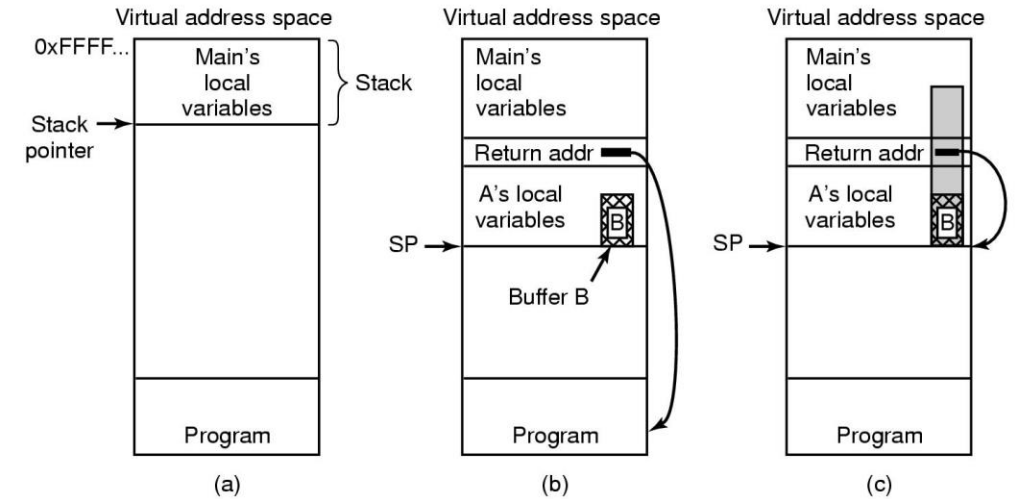 Virtual address space
0xFFFF...
Main's
local
variables
Stack
Stack
pointer
Program
(a)
Virtual address space
Main's
local
variables
Return addr
A's local
variables
B
SP
Buffer B
Program
(b)
Virtual address space
Main's
local
variables
Return addr
A's local
variables
B
SP
Program
(c)